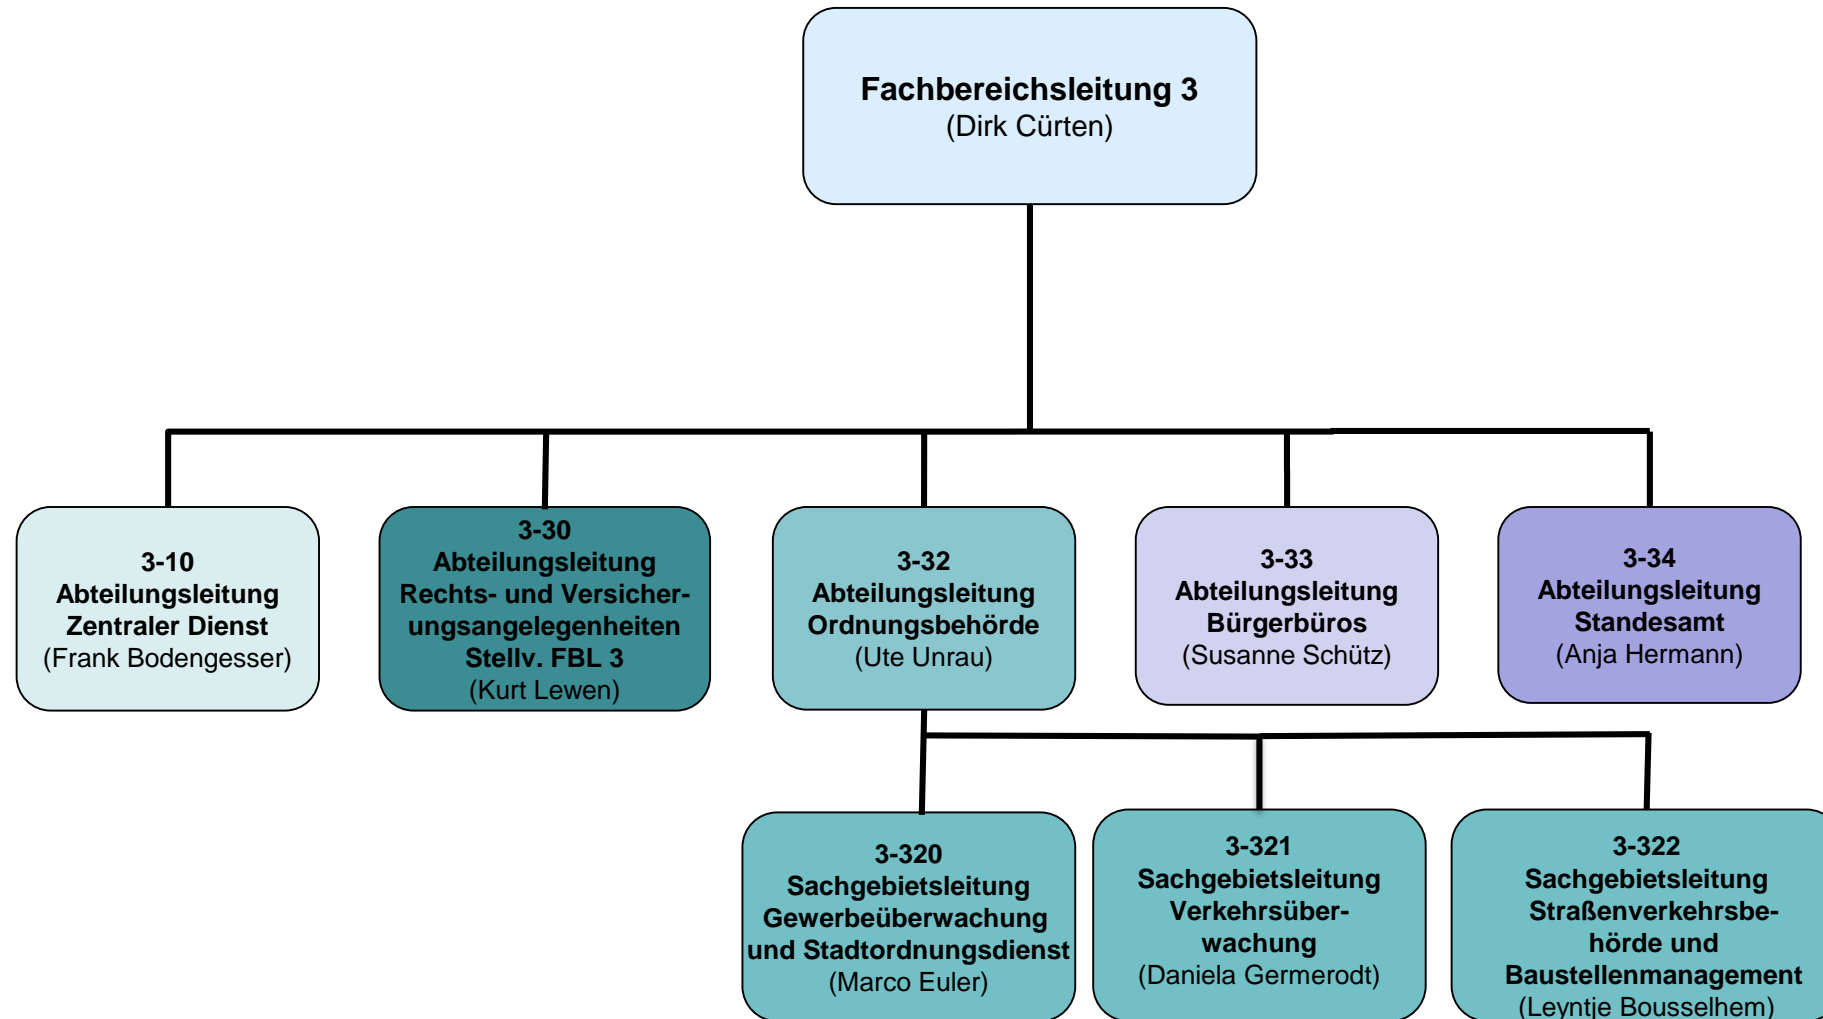 Fachbereichsleitung 3
(Dirk Cürten)
3-10
Abteilungsleitung
Zentraler Dienst
(Frank Bodengesser)
3-30
Abteilungsleitung
Rechts- und Versicher-
ungsangelegenheiten
Stellv. FBL 3
(Kurt Lewen)
3-32
Abteilungsleitung
Ordnungsbehörde
(Ute Unrau)
3-33
Abteilungsleitung
Bürgerbüros
(Susanne Schütz)
3-34
Abteilungsleitung
Standesamt
(Anja Hermann)
3-320
Sachgebietsleitung
Gewerbeüberwachung
und Stadtordnungsdienst
(Marco Euler)
3-321
Sachgebietsleitung
Verkehrsüber-
wachung
(Daniela Germerodt)
3-322
Sachgebietsleitung
Straßenverkehrsbe-
hörde und
Baustellenmanagement
(Leyntje Bousselhem)